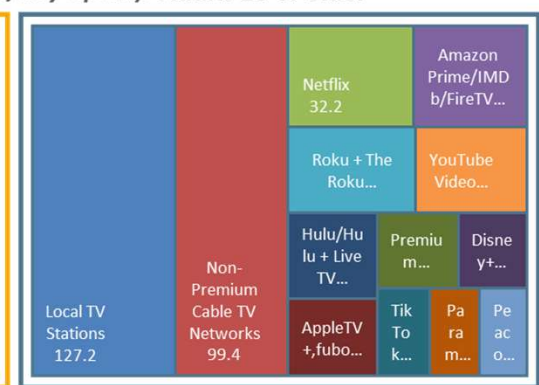 Local TV
Stations
127.2
Non-
Premium
Cable TV
Networks
99.4
Netflix
32.2
Amazon
Prime/IMD
b/FireTV...
Roku + The
Roku...
YouTube
Video...
Hulu/Hu
lu + Live
TV...
Premiu
m...
Disne
y+...
AppleTV
+,fubo...
Tik
To
k...
Pa
ra
m...
Pe
ac
o...